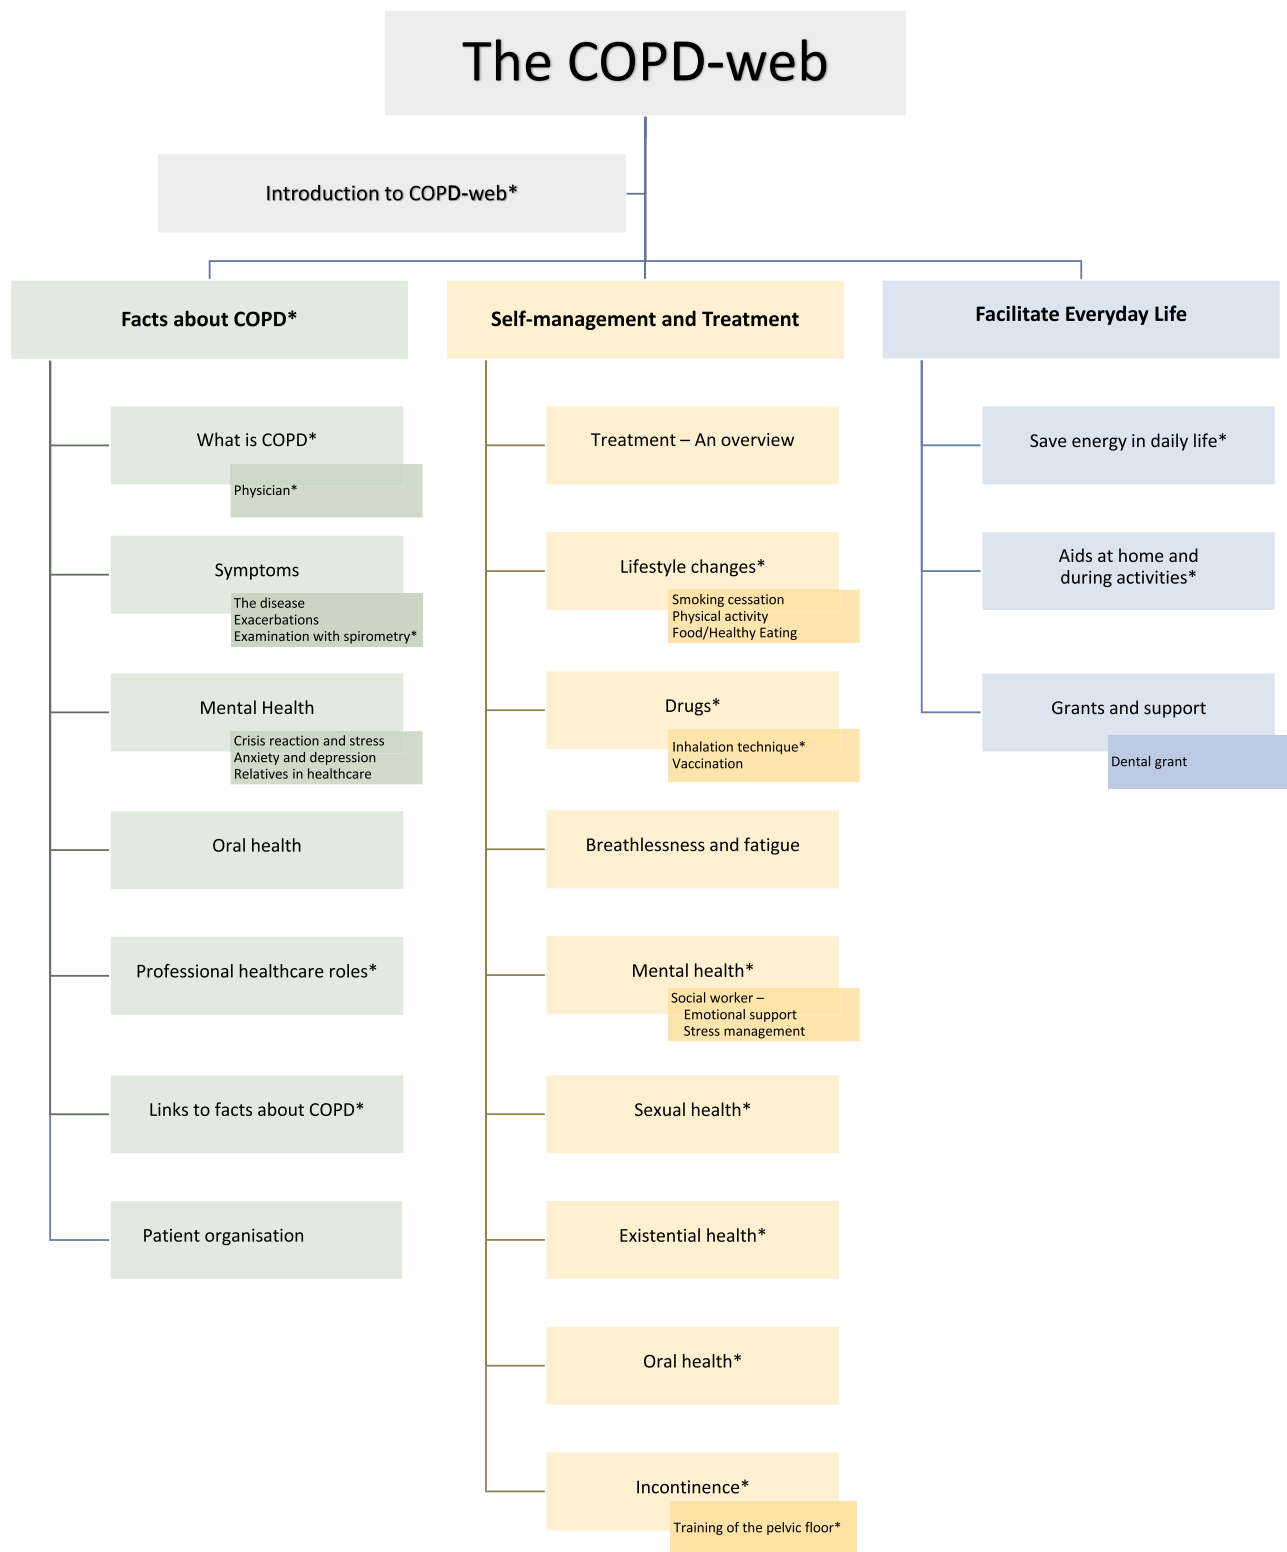 The COPD-web
Introduction to COPD-web*
Facts about COPD*
What is COPD*
Physician*
Symptoms
The disease
Exacerbations
Examination with spirometry*
Mental Health
Crisis reaction and stress
Anxiety and depression
Relatives in healthcare
Oral health
Professional healthcare roles*
Links to facts about COPD*
Patient organisation
Self-management and Treatment
Treatment – An overview
Lifestyle changes*
Smoking cessation
Physical activity
Food/Healthy Eating
Drugs*
Inhalation technique*
Vaccination
Breathlessness and fatigue
Mental health*
Social worker –
Emotional support
Stress management
Sexual health*
Existential health*
Oral health*
Incontinence*
Training of the pelvic floor*
Facilitate Everyday Life
Save energy in daily life*
Aids at home and
during activities*
Grants and support
Dental grant